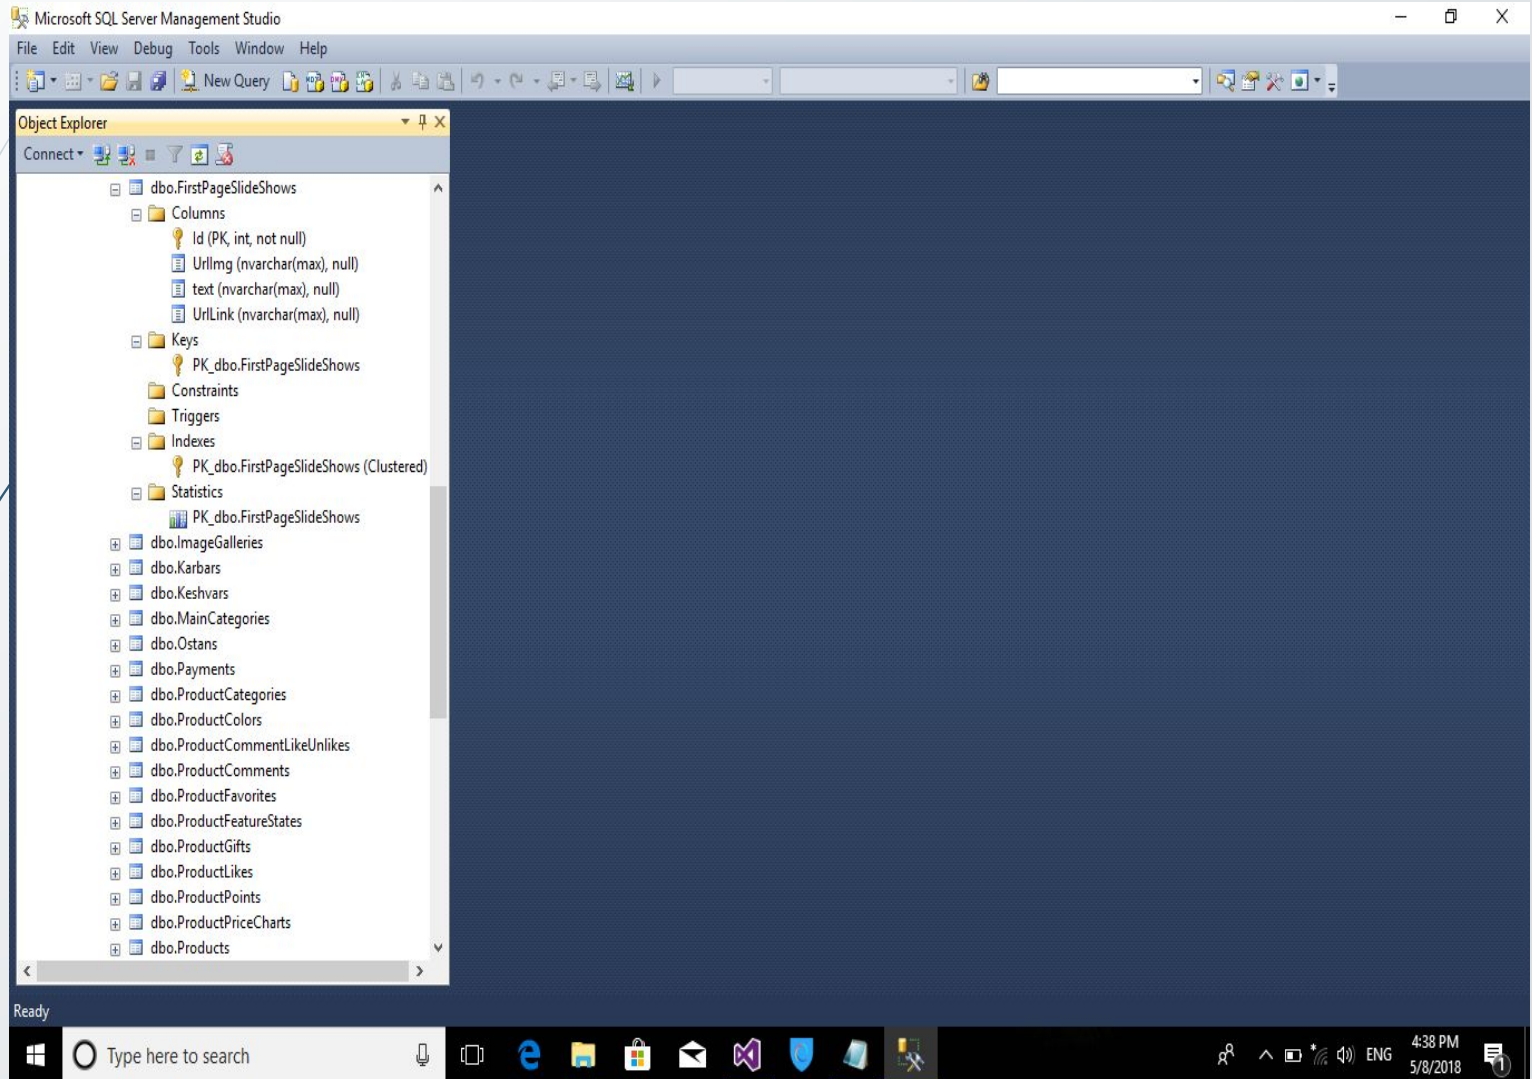 Microsoft SQL Server Management Studio
File Edit View Debug Tools Window Help
New Query
Object Explorer
Connect
dbo.FirstPageSlideShows
Columns
Id (PK, int, not null)
UrlImg (nvarchar(max), null)
text (nvarchar(max), null)
UrlLink (nvarchar(max), null)
Keys
PK_dbo.FirstPageSlideShows
Constraints
Triggers
Indexes
PK_dbo.FirstPageSlideShows (Clustered)
Statistics
PK_dbo.FirstPageSlideShows
dbo.ImageGalleries
dbo.Karbars
dbo.Keshvars
dbo.MainCategories
dbo.Ostans
dbo.Payments
dbo.ProductCategories
dbo.ProductColors
dbo.ProductCommentLikeUnlikes
dbo.ProductComments
dbo.ProductFavorites
dbo.ProductFeatureStates
dbo.ProductGifts
dbo.ProductLikes
dbo.ProductPoints
dbo.ProductPriceCharts
dbo.Products
Ready
Type here to search
ENG
4:38 PM
5/8/2018
1